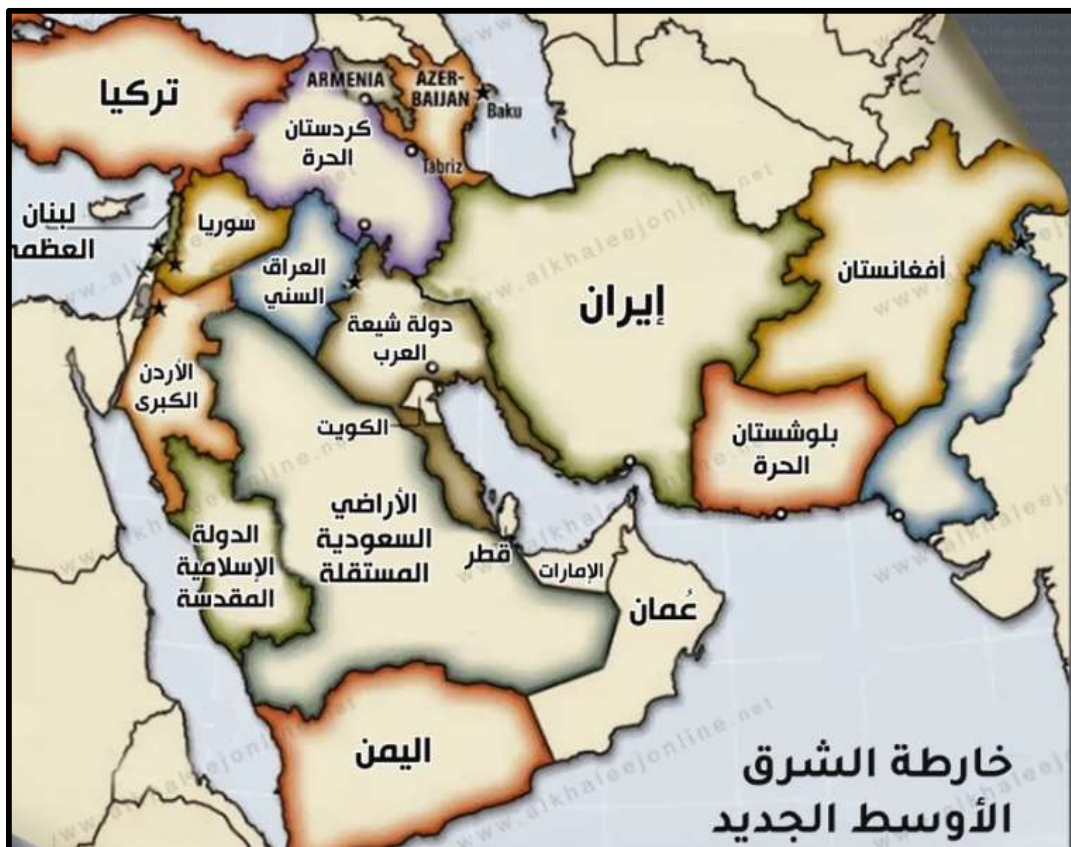 تركيا
ARMENIA
AZER-
BAIJAN
Baku
كردستان
الحرة
Tabriz
لبنان
العظمى
سوريا
العراق
السني
أفغانستان
إيران
دولة شيعة
العرب
الأردن
الكبرى
الكويت
بلوشستان
الحرة
الأراضي
السعودية
المستقلة
الدولة
الإسلامية
المقدسة
قطر
الإمارات
عُمان
اليمن
خارطة الشرق
الأوسط الجديد
www.alkhaleejonline.net